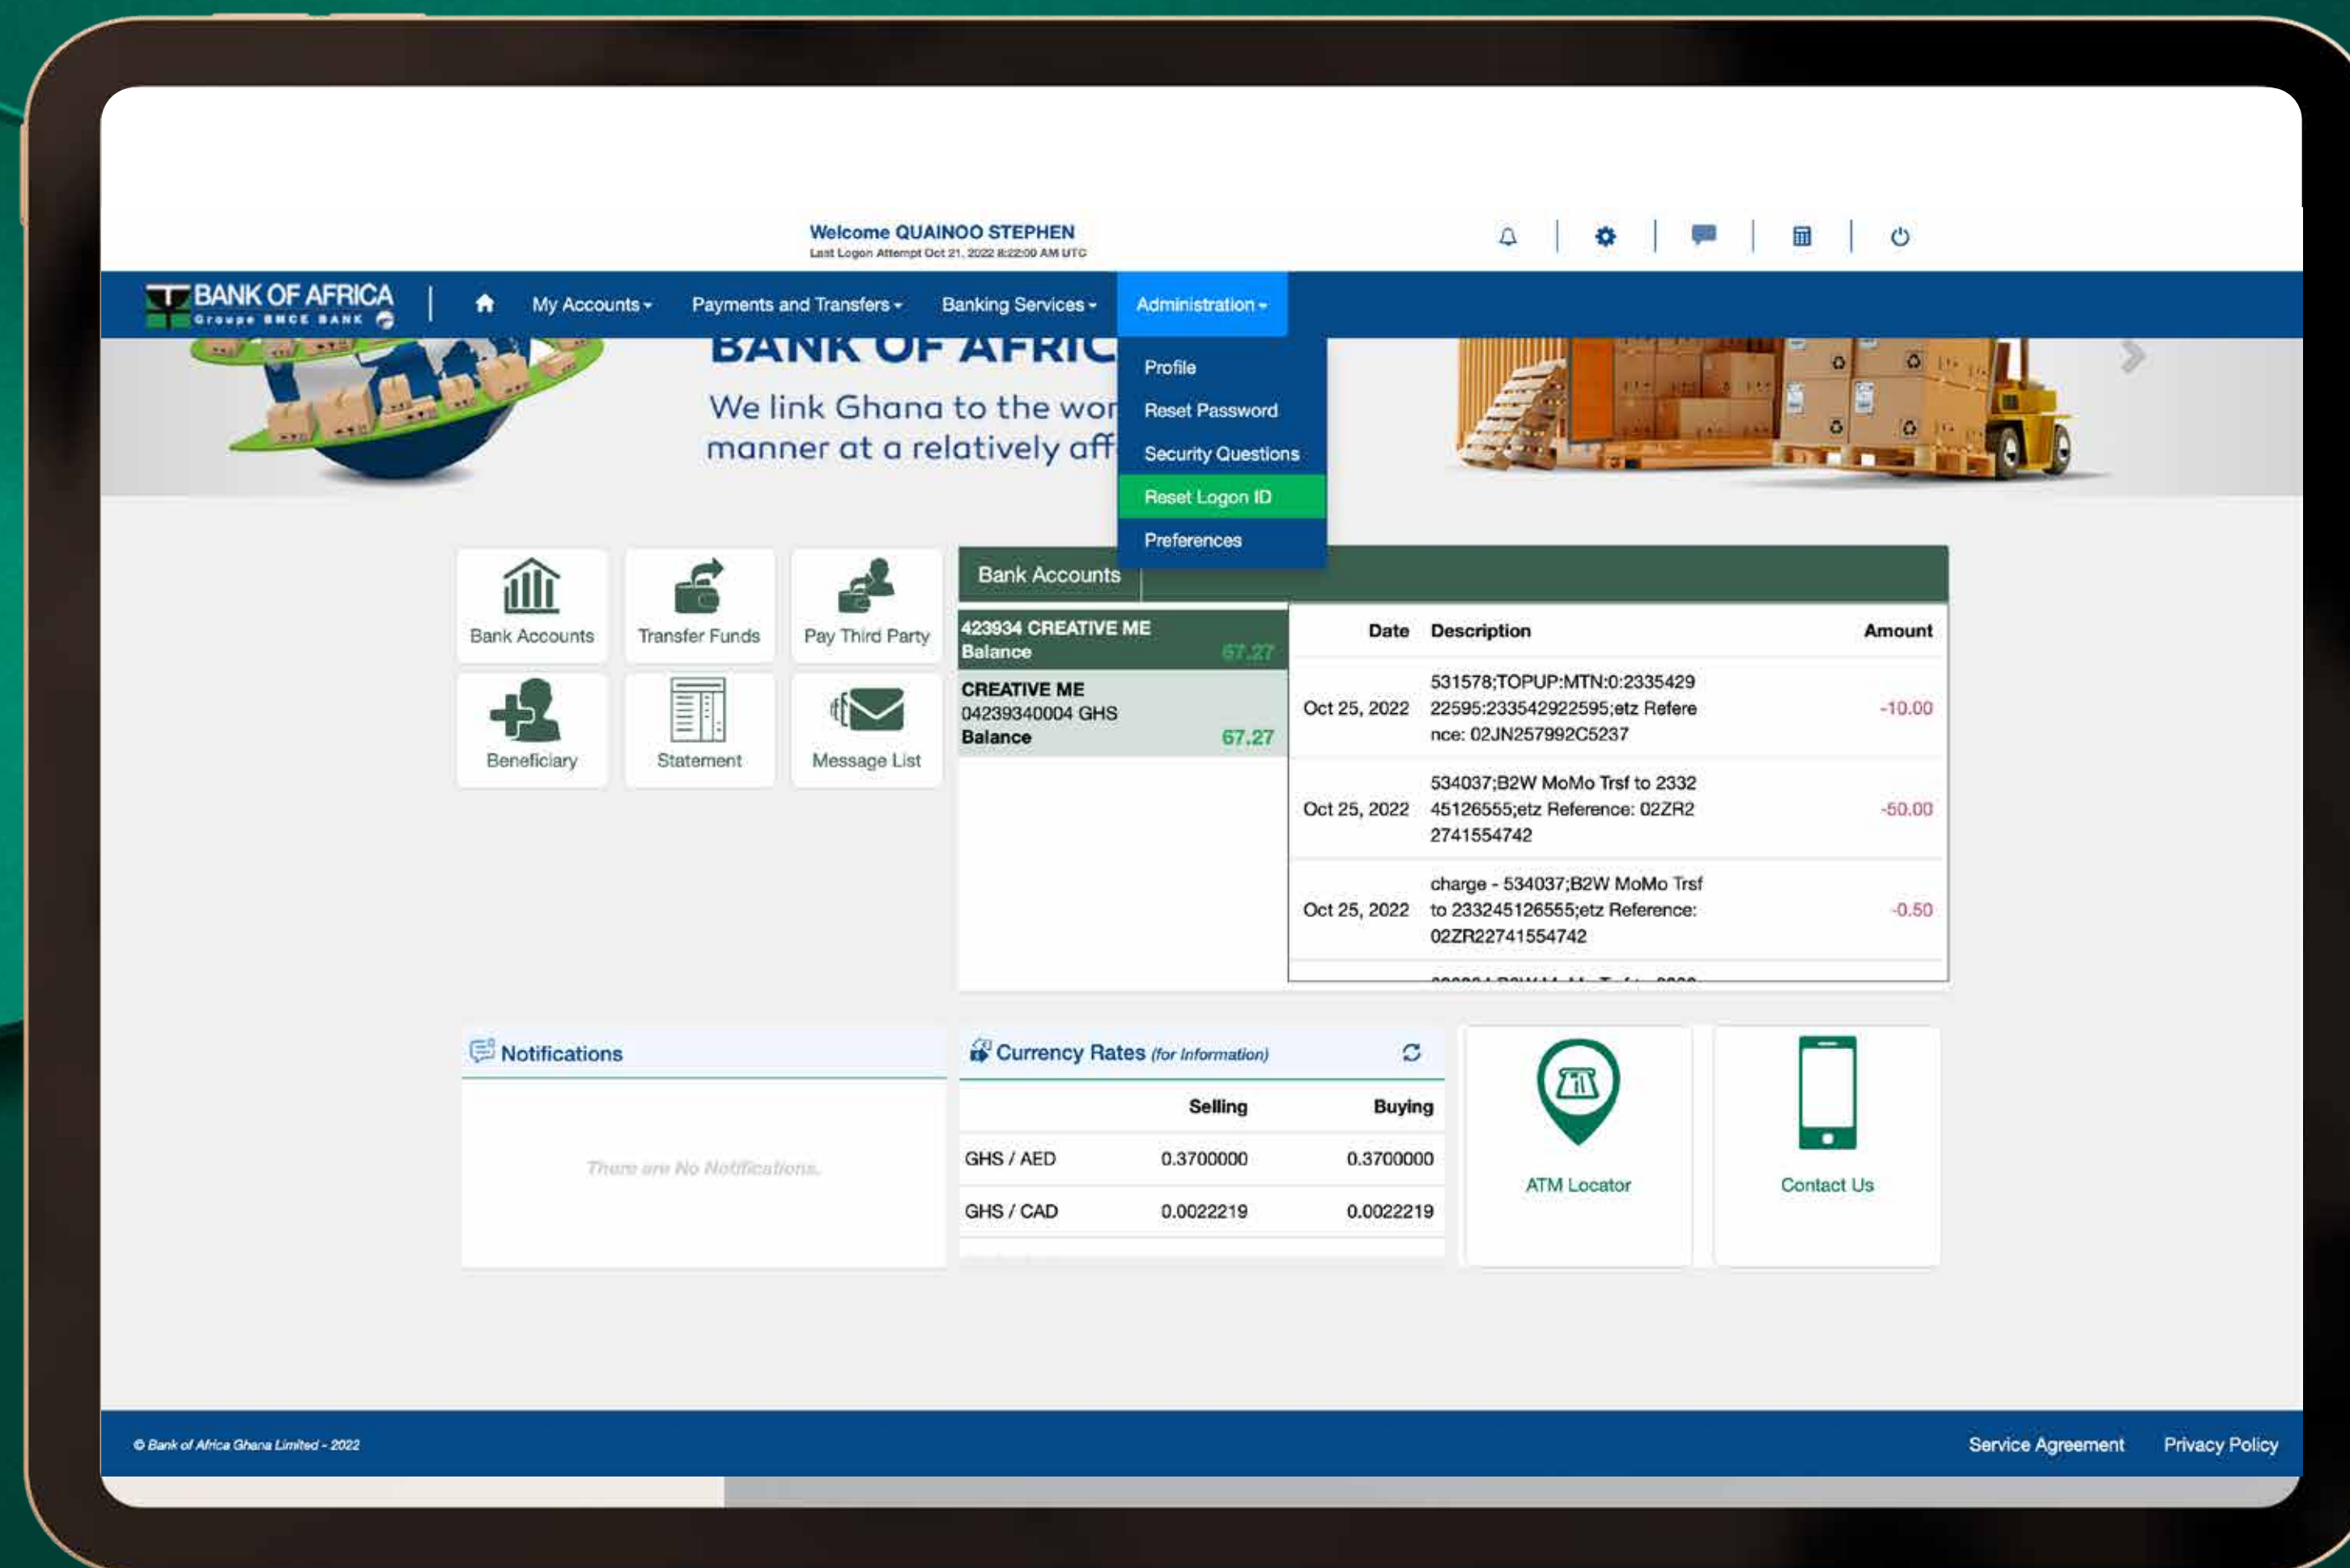 Welcome QUAINOO STEPHEN
Last Logon Attempt Oct 21, 2022 8:22:00 AM UTC
BANK OF AFRICA
Groupe BMCE BANK
My Accounts
Payments and Transfers
Banking Services
Administration
BANK OF AFRIC
We link Ghana to the wor
manner at a relatively aff
Profile
Reset Password
Security Questions
Reset Logon ID
Preferences
Bank Accounts
Transfer Funds
Pay Third Party
Beneficiary
Statement
Message List
Bank Accounts
423934 CREATIVE ME
Balance 67.27
CREATIVE ME
04239340004 GHS
Balance 67.27
Date Description Amount
531578;TOPUP:MTN:0:2335429
Oct 25, 2022 22595:233542922595;etz Refere -10.00
nce: 02JN257992C5237
534037;B2W MoMo Trsf to 2332
Oct 25, 2022 45126555;etz Reference: 02ZR2 -50.00
2741554742
charge - 534037;B2W MoMo Trsf
Oct 25, 2022 to 233245126555;etz Reference: -0.50
02ZR22741554742
Notifications
There are No Notifications.
Currency Rates (for Information)
Selling Buying
GHS / AED 0.3700000 0.3700000
GHS / CAD 0.0022219 0.0022219
ATM Locator
Contact Us
© Bank of Africa Ghana Limited - 2022
Service Agreement
Privacy Policy